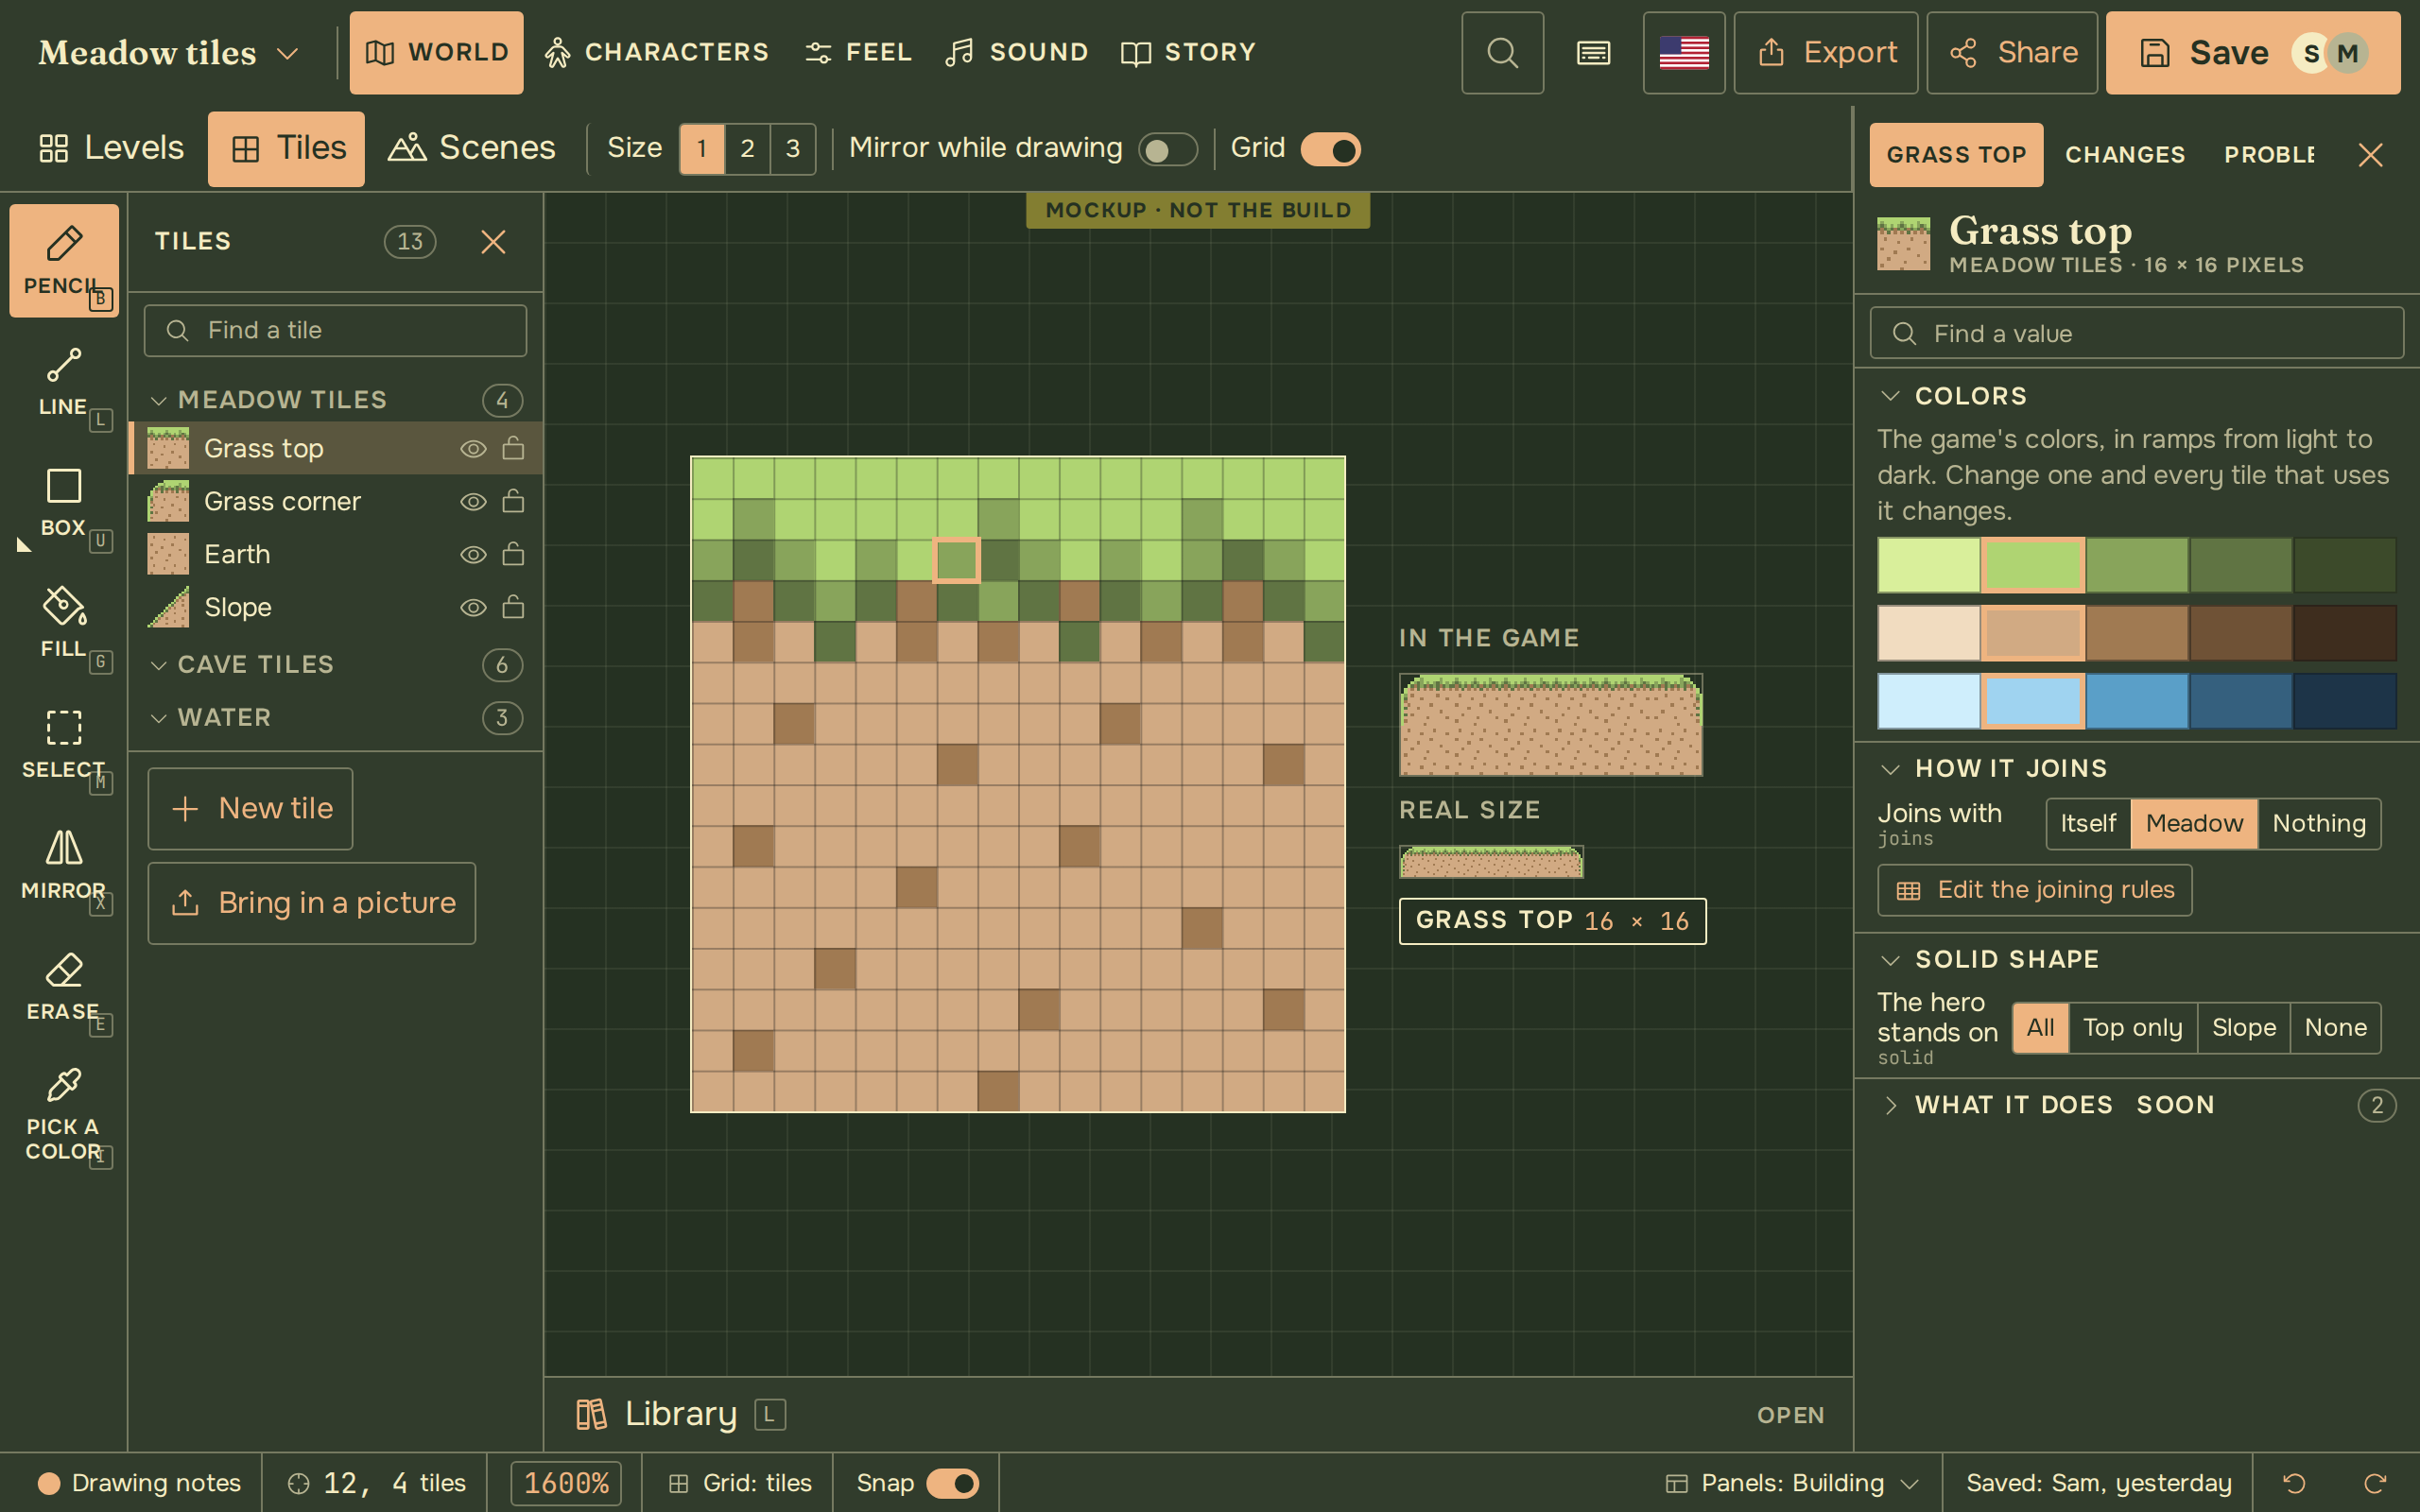 Meadow tiles
WORLD
CHARACTERS
FEEL
SOUND
STORY
Export
Share
Save
S
M
Levels
Tiles
Scenes
Size
1
2
3
Mirror while drawing
Grid
GRASS TOP
CHANGES
PROBLE
MOCKUP · NOT THE BUILD
PENCIL
B
LINE
L
BOX
U
FILL
G
SELECT
M
MIRROR
X
ERASE
E
PICK A
COLOR
I
TILES
13
Find a tile
MEADOW TILES
4
Grass top
Grass corner
Earth
Slope
CAVE TILES
6
WATER
3
New tile
Bring in a picture
IN THE GAME
REAL SIZE
GRASS TOP 16 × 16
Library
L
OPEN
Grass top
MEADOW TILES · 16 × 16 PIXELS
Find a value
COLORS
The game's colors, in ramps from light to
dark. Change one and every tile that uses
it changes.
HOW IT JOINS
Joins with
joins
Itself
Meadow
Nothing
Edit the joining rules
SOLID SHAPE
The hero
stands on
solid
All
Top only
Slope
None
WHAT IT DOES SOON
2
Drawing notes
12, 4 tiles
1600%
Grid: tiles
Snap
Panels: Building
Saved: Sam, yesterday